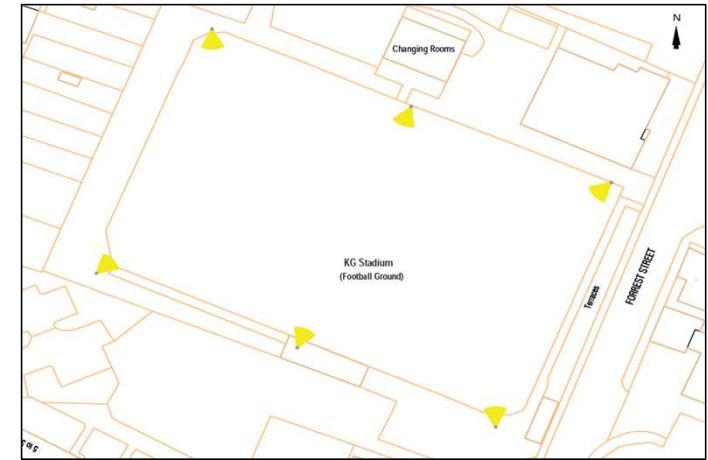 N
Changing Rooms
KG Stadium
(Football Ground)
Terraces
FORREST STREET